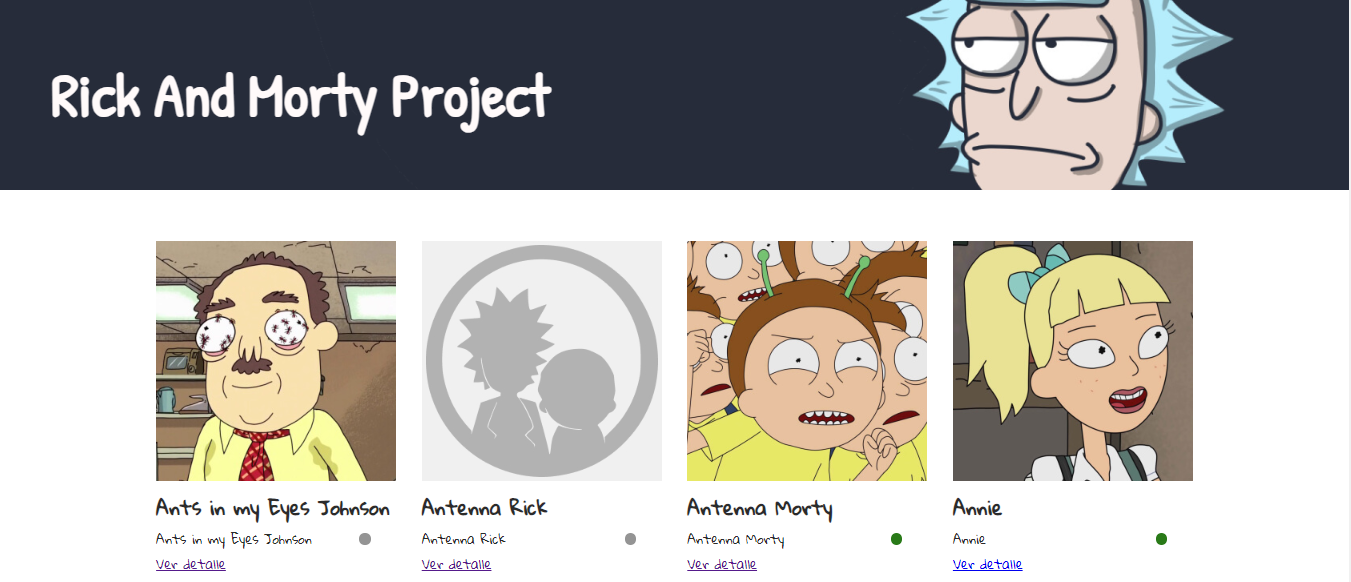 Rick And Morty Project
Ants in my Eyes Johnson
Ants in my Eyes Johnson
Ver detalle
Antenna Rick
Antenna Rick
Ver detalle
Antenna Morty
Antenna Morty
Ver detalle
Annie
Annie
Ver detalle